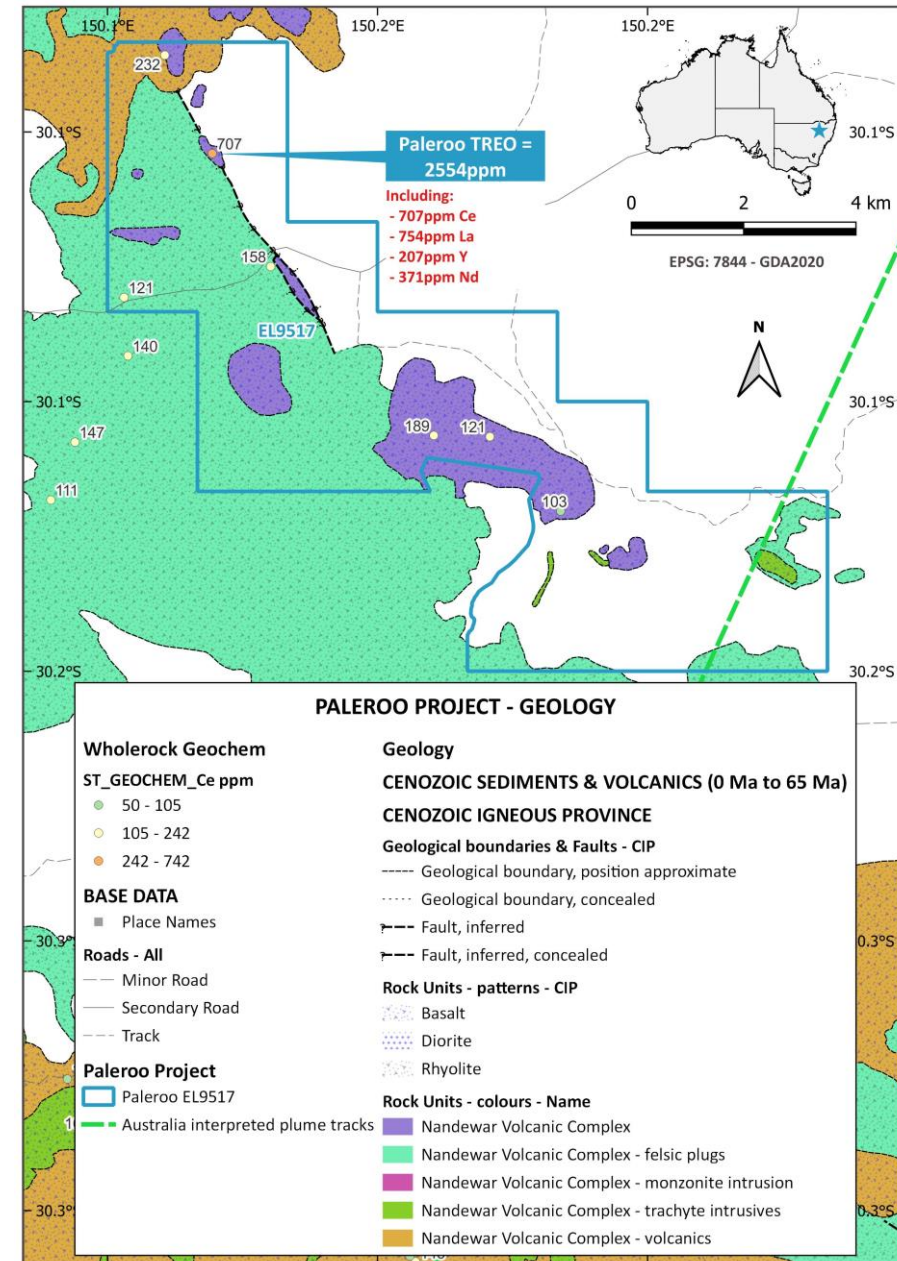 150.1°E
150.2°E
150.2°E
232
30.1°S
30.1°S
707
Paleroo TREO =
2554ppm
Including:
- 707ppm Ce
- 754ppm La
- 207ppm Y
- 371ppm Nd
0
2
4 km
EPSG: 7844 - GDA2020
158
121
EL9517
140
N
30.1°S
30.1°S
189
121
147
111
103
30.2°S
30.2°S
PALEROO PROJECT - GEOLOGY
Wholerock Geochem
ST_GEOCHEM_Ce ppm
50 - 105
105 - 242
242 - 742
BASE DATA
Place Names
Roads - All
Minor Road
Secondary Road
Track
Paleroo Project
Paleroo EL9517
Australia interpreted plume tracks
Geology
CENOZOIC SEDIMENTS & VOLCANICS (0 Ma to 65 Ma)
CENOZOIC IGNEOUS PROVINCE
Geological boundaries & Faults - CIP
Geological boundary, position approximate
Geological boundary, concealed
Fault, inferred
Fault, inferred, concealed
Rock Units - patterns - CIP
Basalt
Diorite
Rhyolite
Rock Units - colours - Name
Nandewar Volcanic Complex
Nandewar Volcanic Complex - felsic plugs
Nandewar Volcanic Complex - monzonite intrusion
Nandewar Volcanic Complex - trachyte intrusives
Nandewar Volcanic Complex - volcanics
30.3°S
0.3°S
30.3°S
0.3°S